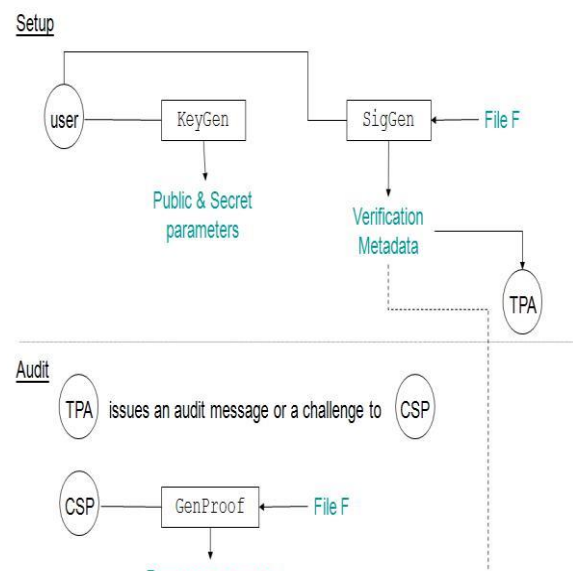 Setup
user
KeyGen
SigGen
File F
Public & Secret
parameters
Verification
Metadata
TPA
Audit
TPA issues an audit message or a challenge to CSP
CSP
GenProof
File F